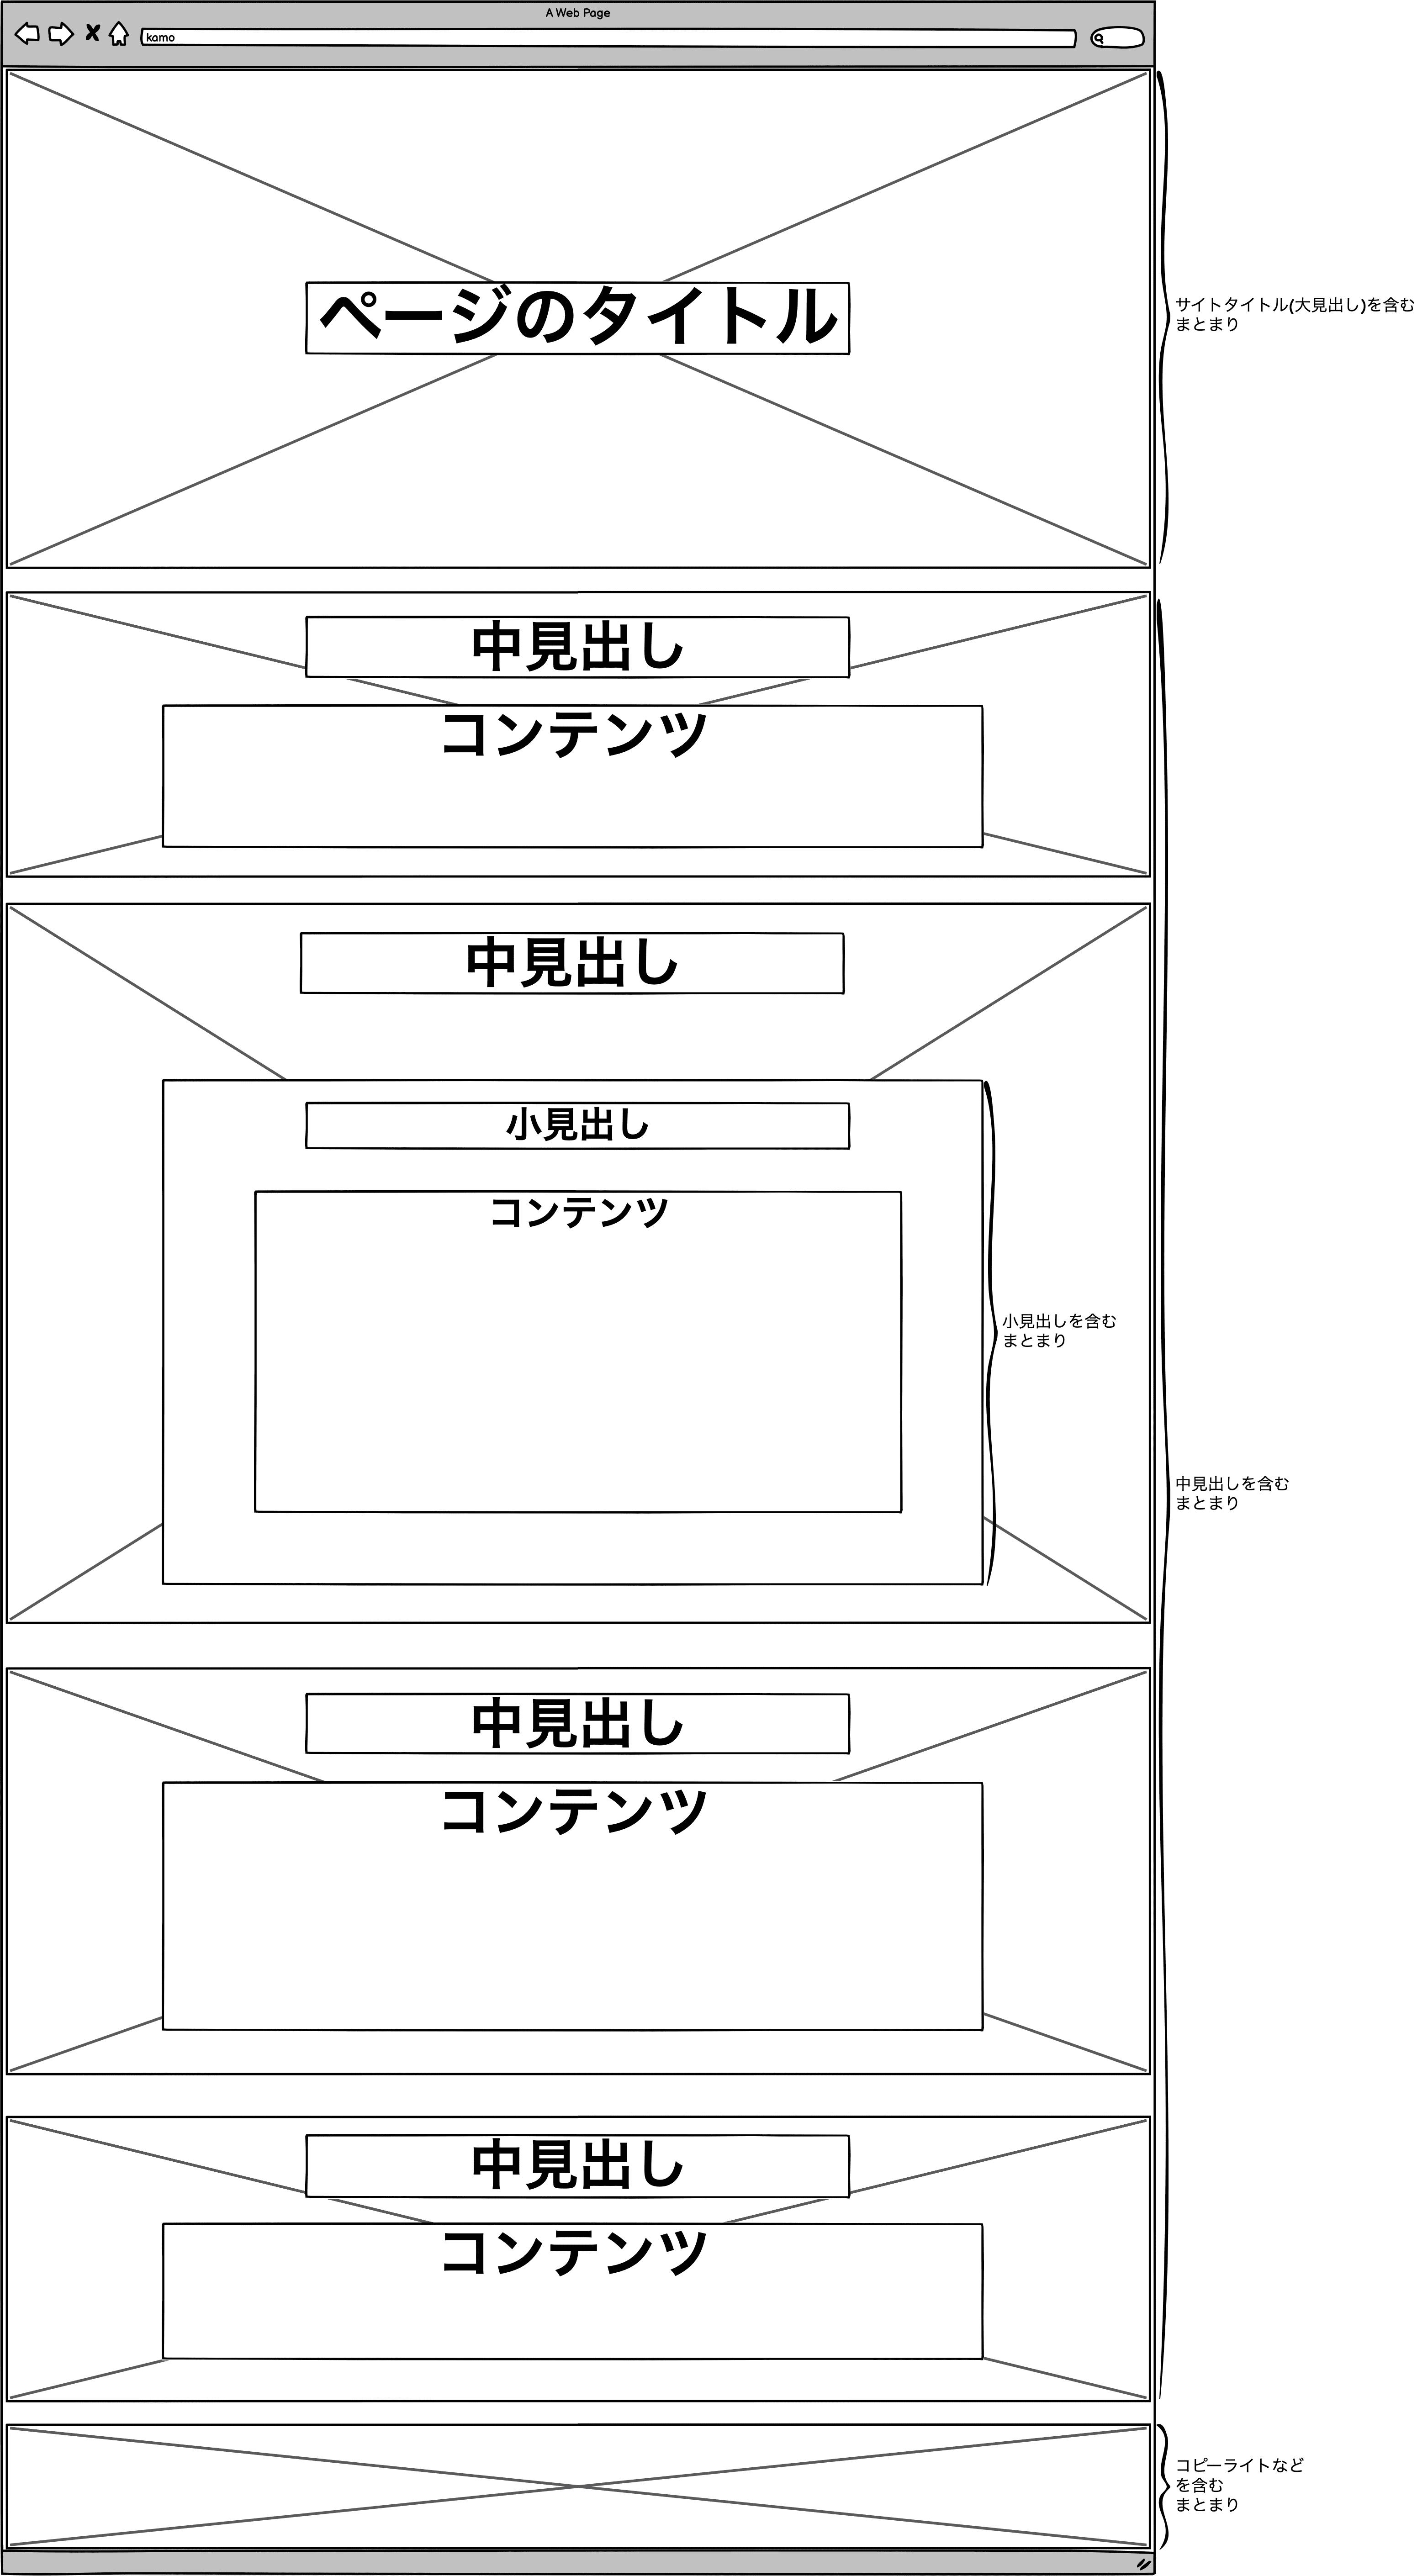 A Web Page
kamo
ページのタイトル
サイトタイトル(大見出し)を含む
まとまり
中見出し
コンテンツ
中見出し
小見出し
コンテンツ
小見出しを含む
まとまり
中見出しを含む
まとまり
中見出し
コンテンツ
中見出し
コンテンツ
コピーライトなど
を含む
まとまり